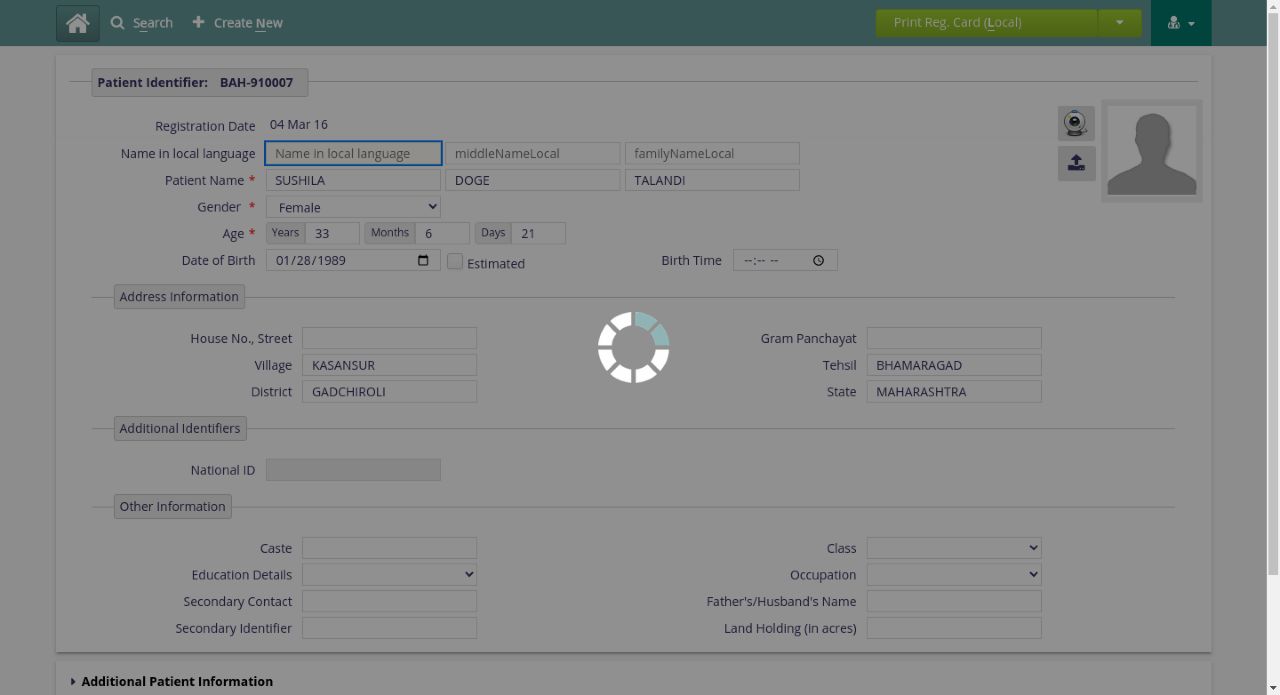 Search Create New Print Reg. Card (Local)
Patient Identifier: BAH-910007
Registration Date 04 Mar 16
Name in local language Name in local language middleNameLocal familyNameLocal
Patient Name * SUSHILA DOGE TALANDI
Gender * Female
Age * Years 33 Months 6 Days 21
Date of Birth 01/28/1989 Estimated Birth Time --:-- --
Address Information
House No., Street Gram Panchayat
Village KASANSUR Tehsil BHAMARAGAD
District GADCHIROLI State MAHARASHTRA
Additional Identifiers
National ID
Other Information
Caste Class
Education Details Occupation
Secondary Contact Father's/Husband's Name
Secondary Identifier Land Holding (in acres)
Additional Patient Information